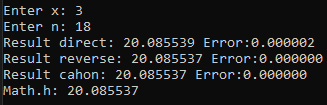 Enter x: 3
Enter n: 18
Result direct: 20.085539 Error:0.000002
Result reverse: 20.085537 Error:0.000000
Result cahon: 20.085537 Error:0.000000
Math.h: 20.085537